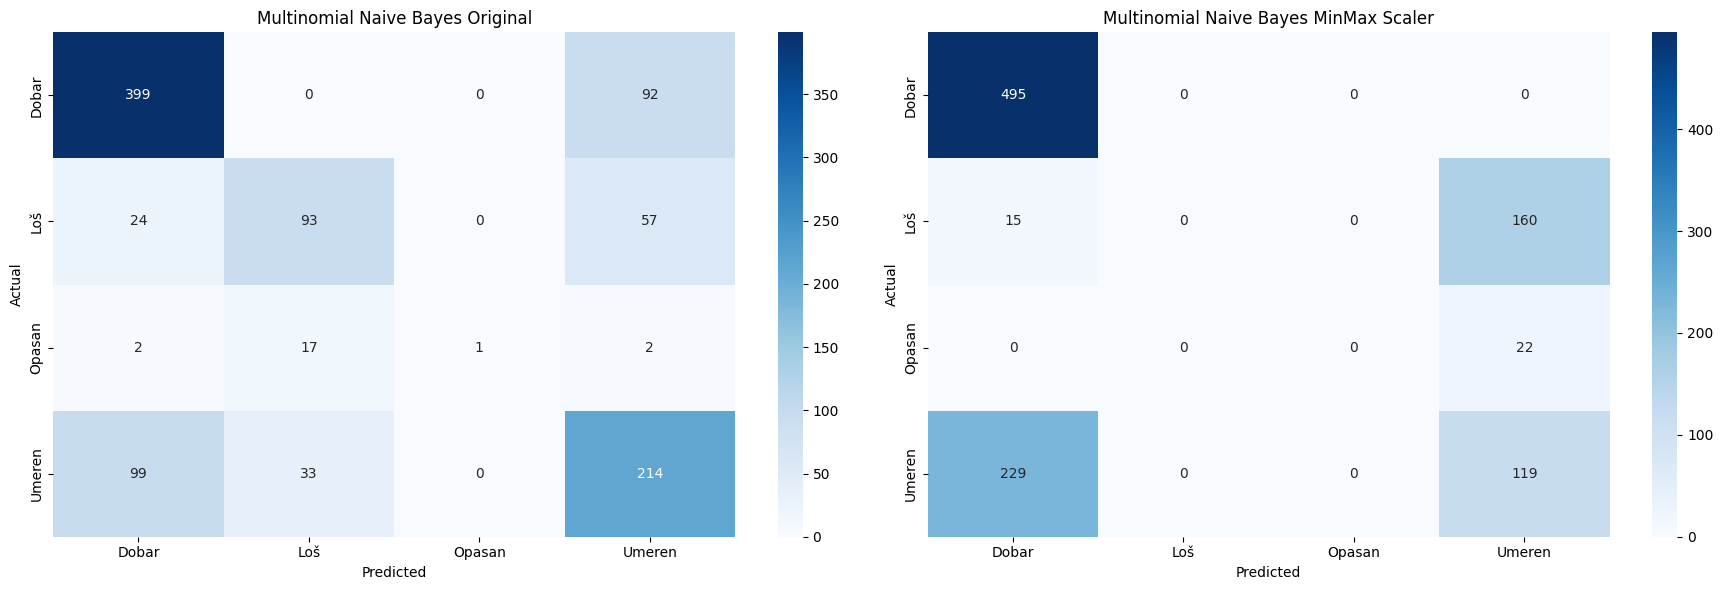 Multinomial Naive Bayes Original
Actual
Dobar
Loš
Opasan
Umeren
399 0 0 92
24 93 0 57
2 17 1 2
99 33 0 214
Dobar Loš Opasan Umeren
Predicted
350
300
250
200
150
100
50
0
Multinomial Naive Bayes MinMax Scaler
Actual
Dobar
Loš
Opasan
Umeren
495 0 0 0
15 0 0 160
0 0 0 22
229 0 0 119
Dobar Loš Opasan Umeren
Predicted
400
300
200
100
0